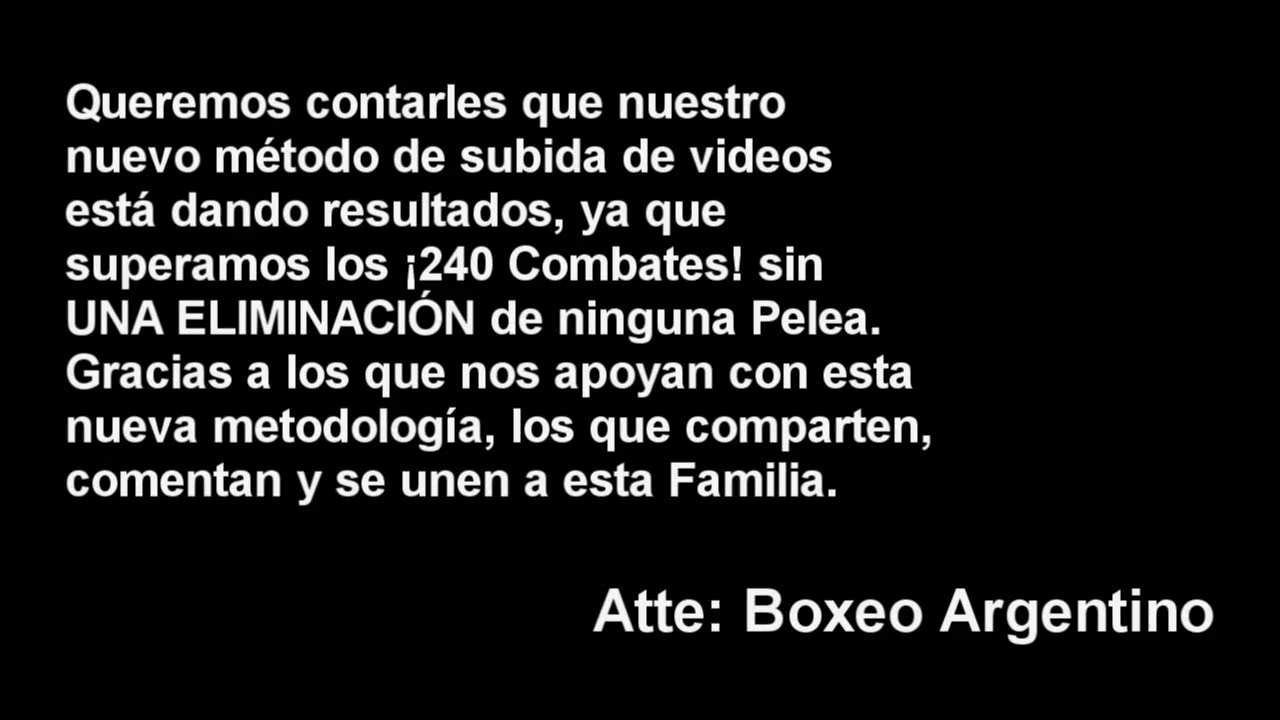 Queremos contarles que nuestro
nuevo método de subida de videos
está dando resultados, ya que
superamos los ¡240 Combates! sin
UNA ELIMINACIÓN de ninguna Pelea.
Gracias a los que nos apoyan con esta
nueva metodología, los que comparten,
comentan y se unen a esta Familia.
Atte: Boxeo Argentino